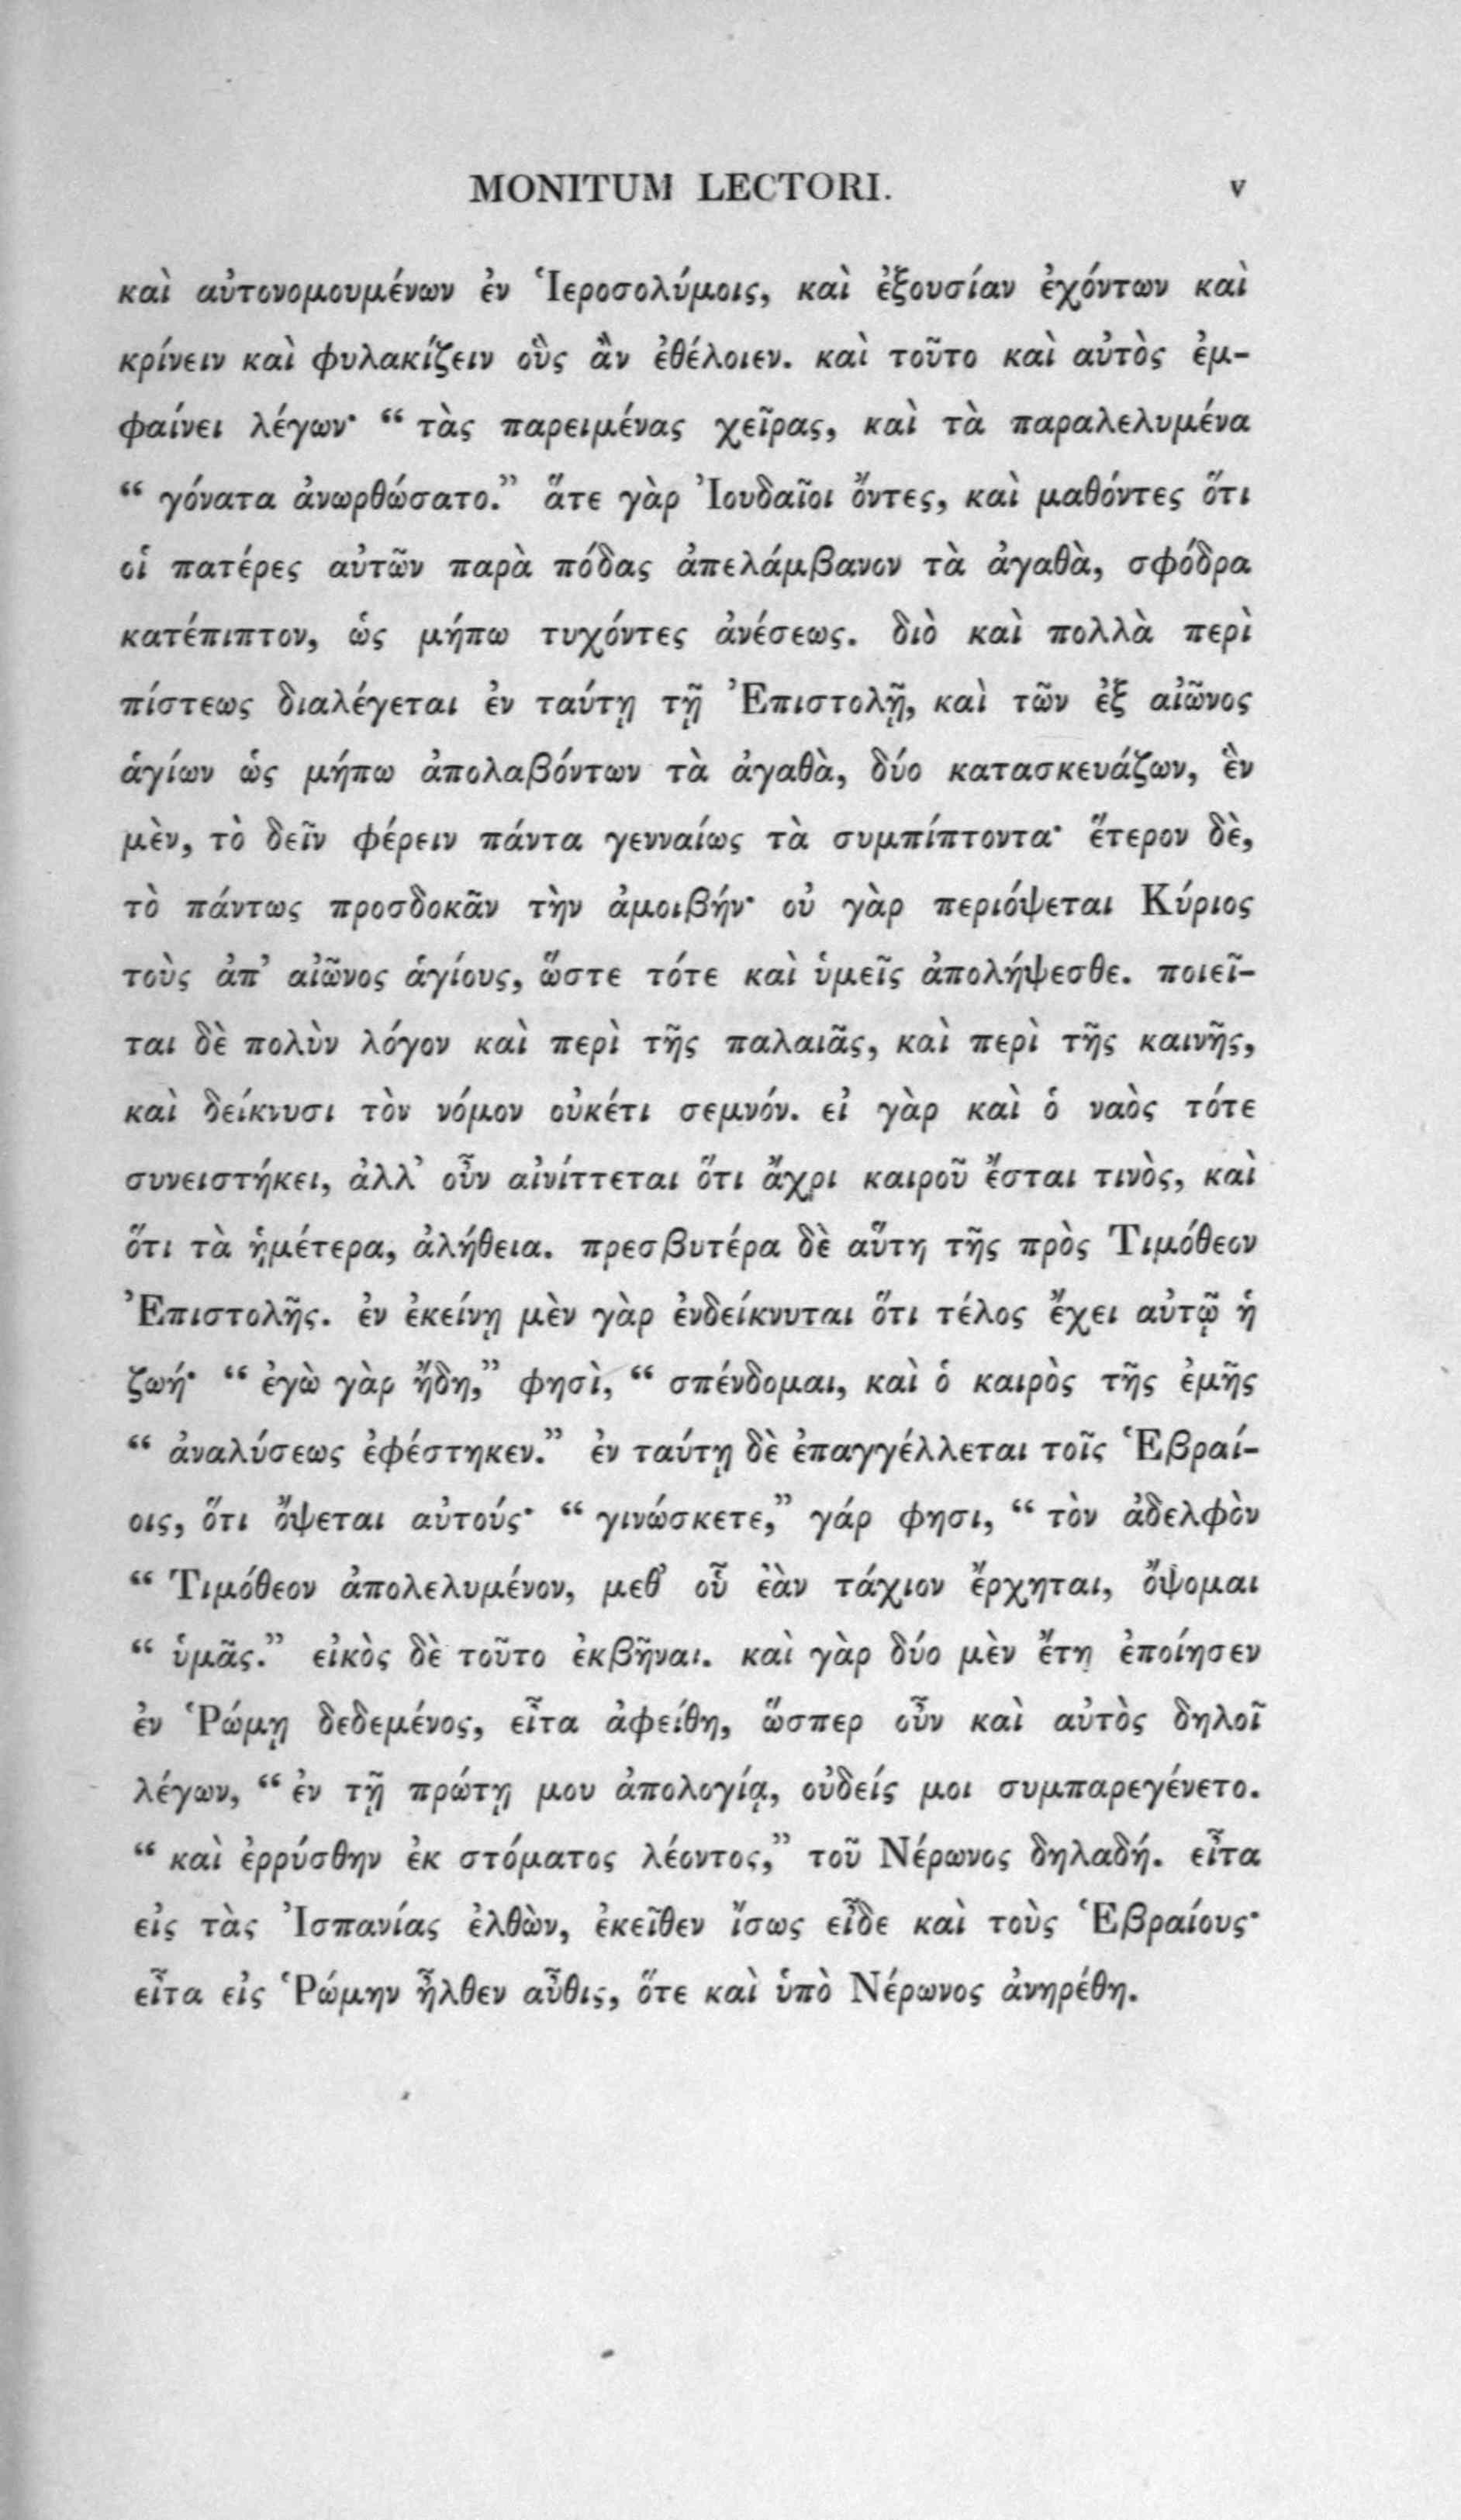 MONITUM LECTORI. v
καὶ αὐτονομουμένων ἐν Ἱεροσολύμοις, καὶ ἐξουσίαν ἐχόντων καὶ
κρίνειν καὶ φυλακίζειν οὓς ἂν ἐθέλοιεν. καὶ τοῦτο καὶ αὐτὸς ἐμ-
φαίνει λέγων· “ τὰς παρειμένας χεῖρας, καὶ τὰ παραλελυμένα
“ γόνατα ἀνωρθώσατο.” ἅτε γὰρ Ἰουδαῖοι ὄντες, καὶ μαθόντες ὅτι
οἱ πατέρες αὐτῶν παρὰ πόδας ἀπελάμβανον τὰ ἀγαθὰ, σφόδρα
κατέπιπτον, ὡς μήπω τυχόντες ἀνέσεως. διὸ καὶ πολλὰ περὶ
πίστεως διαλέγεται ἐν ταύτῃ τῇ Ἐπιστολῇ, καὶ τῶν ἐξ αἰῶνος
ἁγίων ὡς μήπω ἀπολαβόντων τὰ ἀγαθὰ, δύο κατασκευάζων, ἓν
μὲν, τὸ δεῖν φέρειν πάντα γενναίως τὰ συμπίπτοντα· ἕτερον δὲ,
τὸ πάντως προσδοκᾶν τὴν ἀμοιβήν· οὐ γὰρ περιόψεται Κύριος
τοὺς ἀπ’ αἰῶνος ἁγίους, ὥστε τότε καὶ ὑμεῖς ἀπολήψεσθε. ποιεῖ-
ται δὲ πολὺν λόγον καὶ περὶ τῆς παλαιᾶς, καὶ περὶ τῆς καινῆς,
καὶ δείκνυσι τὸν νόμον οὐκέτι σεμνόν. εἰ γὰρ καὶ ὁ ναὸς τότε
συνειστήκει, ἀλλ’ οὖν αἰνίττεται ὅτι ἄχρι καιροῦ ἔσται τινὸς, καὶ
ὅτι τὰ ἡμέτερα, ἀλήθεια. πρεσβυτέρα δὲ αὕτη τῆς πρὸς Τιμόθεον
Ἐπιστολῆς. ἐν ἐκείνῃ μὲν γὰρ ἐνδείκνυται ὅτι τέλος ἔχει αὐτῷ ἡ
ζωή· “ ἐγὼ γὰρ ἤδη,” φησὶ, “ σπένδομαι, καὶ ὁ καιρὸς τῆς ἐμῆς
“ ἀναλύσεως ἐφέστηκεν.” ἐν ταύτῃ δὲ ἐπαγγέλλεται τοῖς Ἑβραί-
οις, ὅτι ὄψεται αὐτούς· “ γινώσκετε,” γάρ φησι, “ τὸν ἀδελφὸν
“ Τιμόθεον ἀπολελυμένον, μεθ’ οὗ ἐὰν τάχιον ἔρχηται, ὄψομαι
“ ὑμᾶς.” εἰκὸς δὲ τοῦτο ἐκβῆναι. καὶ γὰρ δύο μὲν ἔτη ἐποίησεν
ἐν Ῥώμῃ δεδεμένος, εἶτα ἀφείθη, ὥσπερ οὖν καὶ αὐτὸς δηλοῖ
λέγων, “ ἐν τῇ πρώτῃ μου ἀπολογίᾳ, οὐδείς μοι συμπαρεγένετο.
“ καὶ ἐρρύσθην ἐκ στόματος λέοντος,” τοῦ Νέρωνος δηλαδή. εἶτα
εἰς τὰς Ἰσπανίας ἐλθὼν, ἐκεῖθεν ἴσως εἶδε καὶ τοὺς Ἑβραίους·
εἶτα εἰς Ῥώμην ἦλθεν αὖθις, ὅτε καὶ ὑπὸ Νέρωνος ἀνῃρέθη.